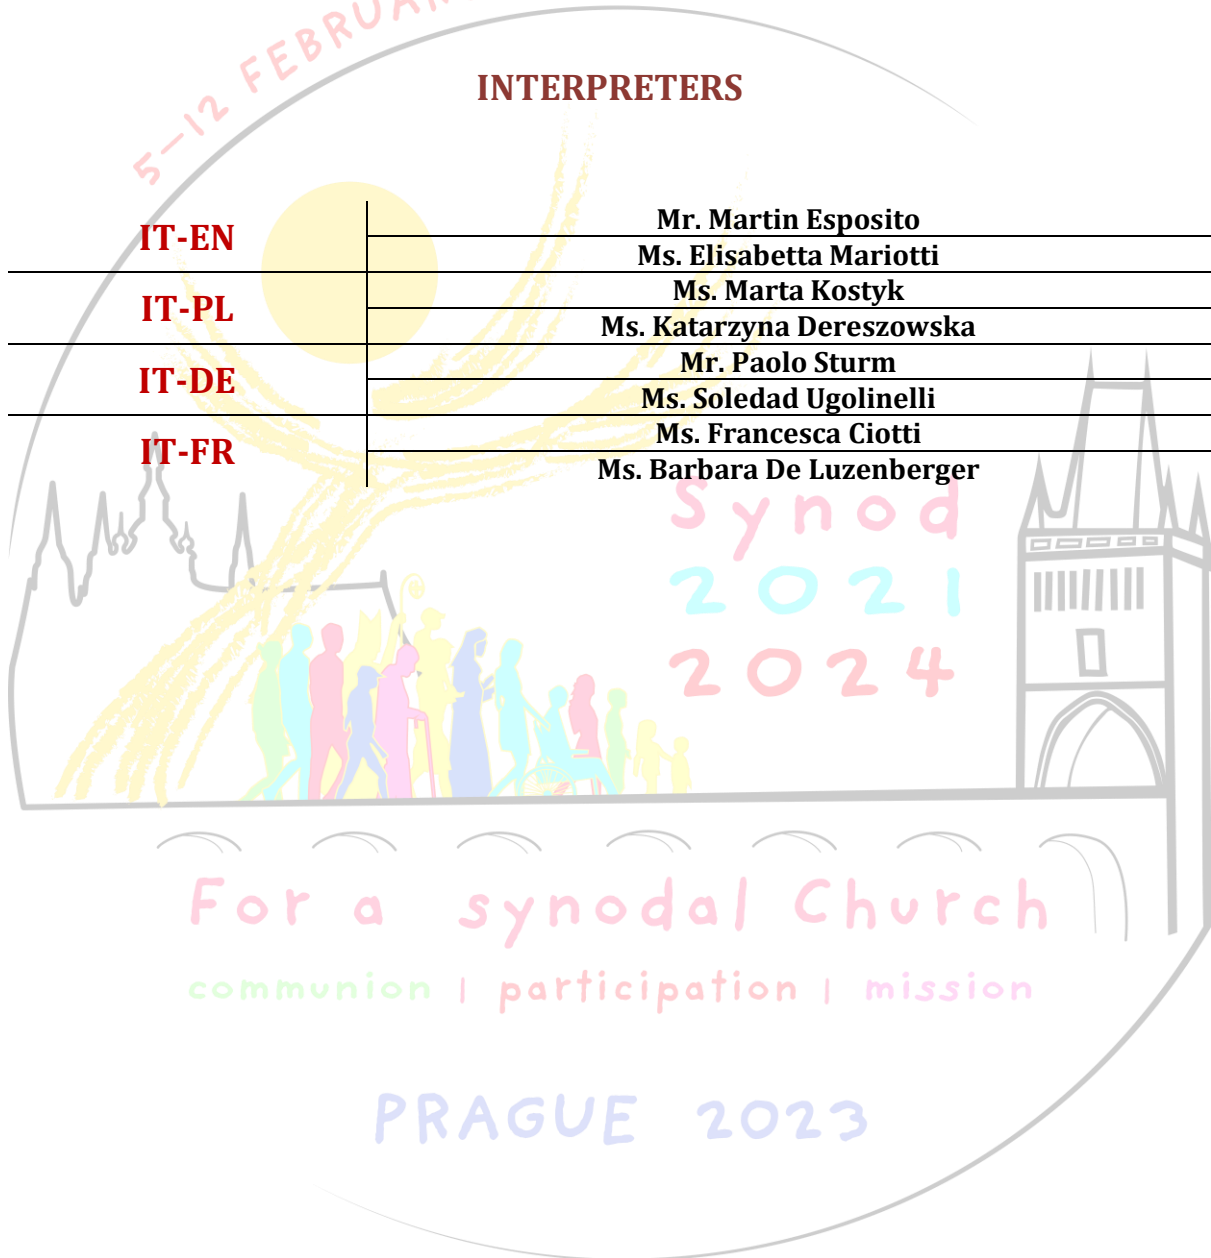 5-12 FEBRUAR
INTERPRETERS
IT-EN
Mr. Martin Esposito
Ms. Elisabetta Mariotti
IT-PL
Ms. Marta Kostyk
Ms. Katarzyna Dereszowska
IT-DE
Mr. Paolo Sturm
Ms. Soledad Ugolinelli
IT-FR
Ms. Francesca Ciotti
Ms. Barbara De Luzenberger
Synod
2021
2024
For a synodal Church
communion | participation | mission
PRAGUE 2023